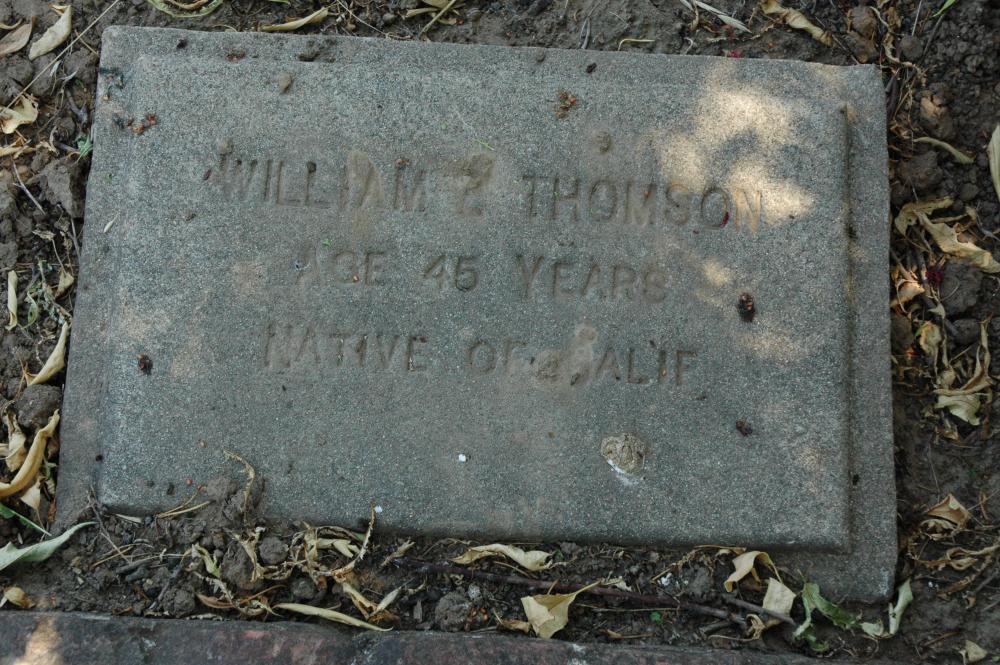 WILLIAM THOMSON
AGE 45 YEARS
NATIVE OF CALIF